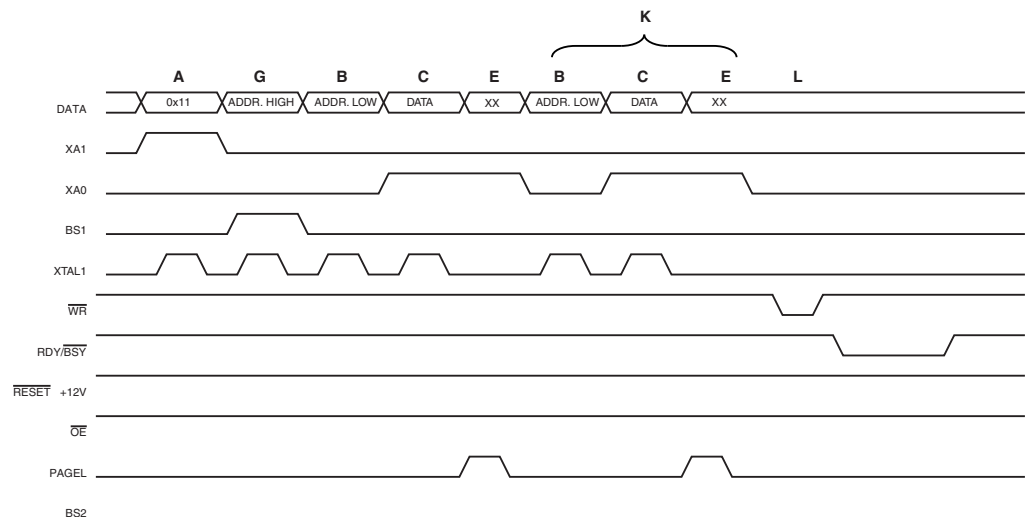 K
A G B C E B C E L
DATA 0x11 ADDR. HIGH ADDR. LOW DATA XX ADDR. LOW DATA XX
XA1
XA0
BS1
XTAL1
WR
RDY/BSY
RESET +12V
OE
PAGEL
BS2